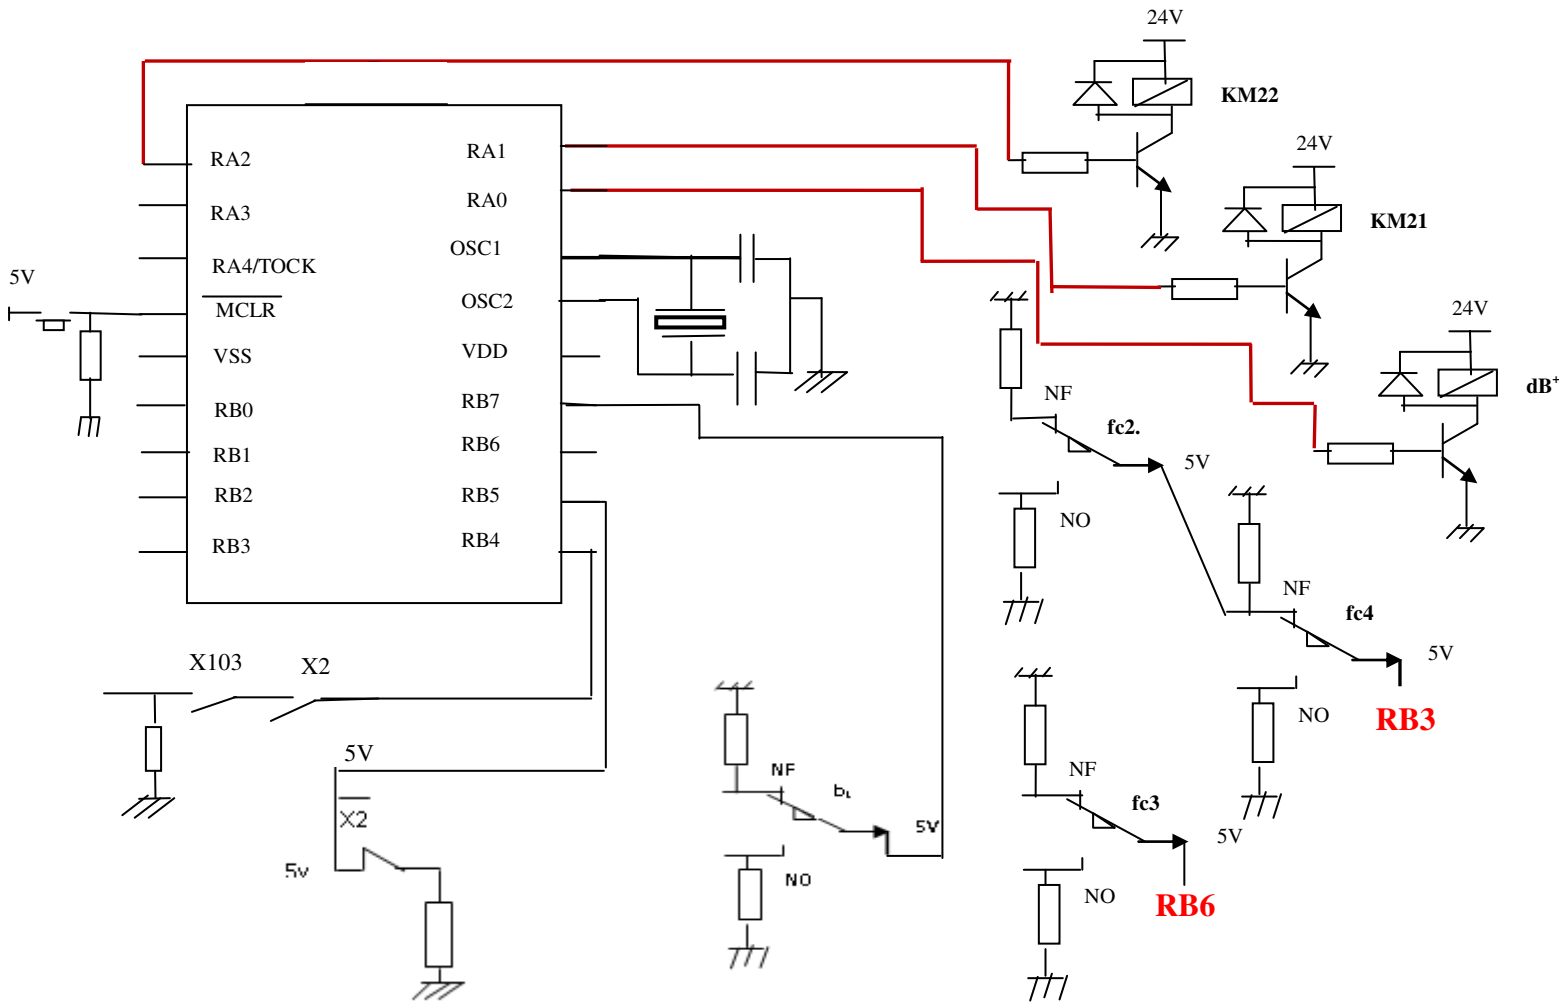 24V
KM22
24V
KM21
24V
dB+
RA2
RA3
RA4/TOCK
MCLR
VSS
RB0
RB1
RB2
RB3
RA1
RA0
OSC1
OSC2
VDD
RB7
RB6
RB5
RB4
5V
NF
fc2.
5V
NO
NF
fc4
5V
NO
RB3
X103
X2
5V
X2
5v
NF
5V
NO
NF
fc3
5V
NO
RB6